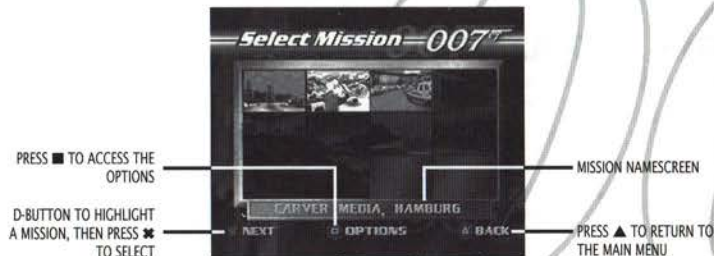 Select Mission 007
PRESS ■ TO ACCESS THE
OPTIONS
MISSION NAMESCREEN
CARVER MEDIA, HAMBURG
D-BUTTON TO HIGHLIGHT
A MISSION, THEN PRESS ✖
TO SELECT
NEXT
OPTIONS
BACK
PRESS ▲ TO RETURN TO
THE MAIN MENU